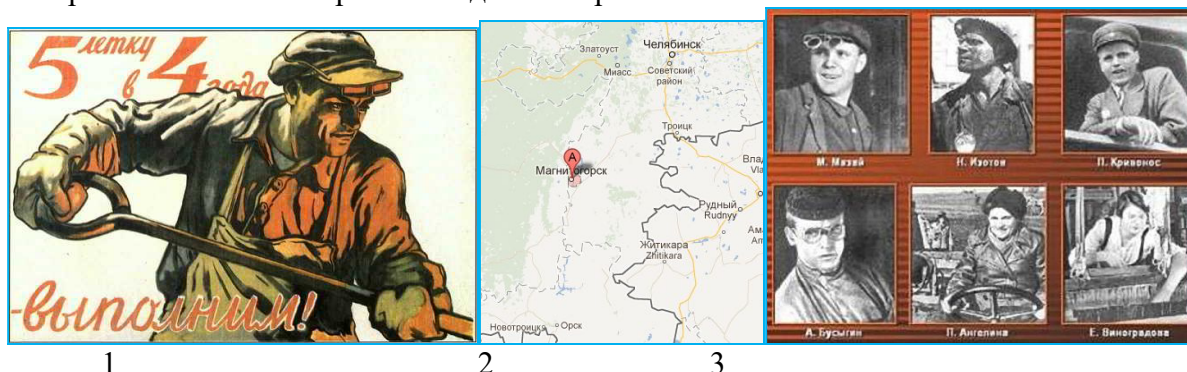 5 летку
в 4 года
-выполним!
Златоуст
Миасс
Челябинск
Советский
район
Троицк
A
Магнитогорск
Рудный
Rudnyy
Житикара
Zhitikara
Новотроицк
Орск
М. Мазай
Н. Изотов
П. Кривонос
А. Бусыгин
П. Ангелина
Е. Виноградова
1
2
3